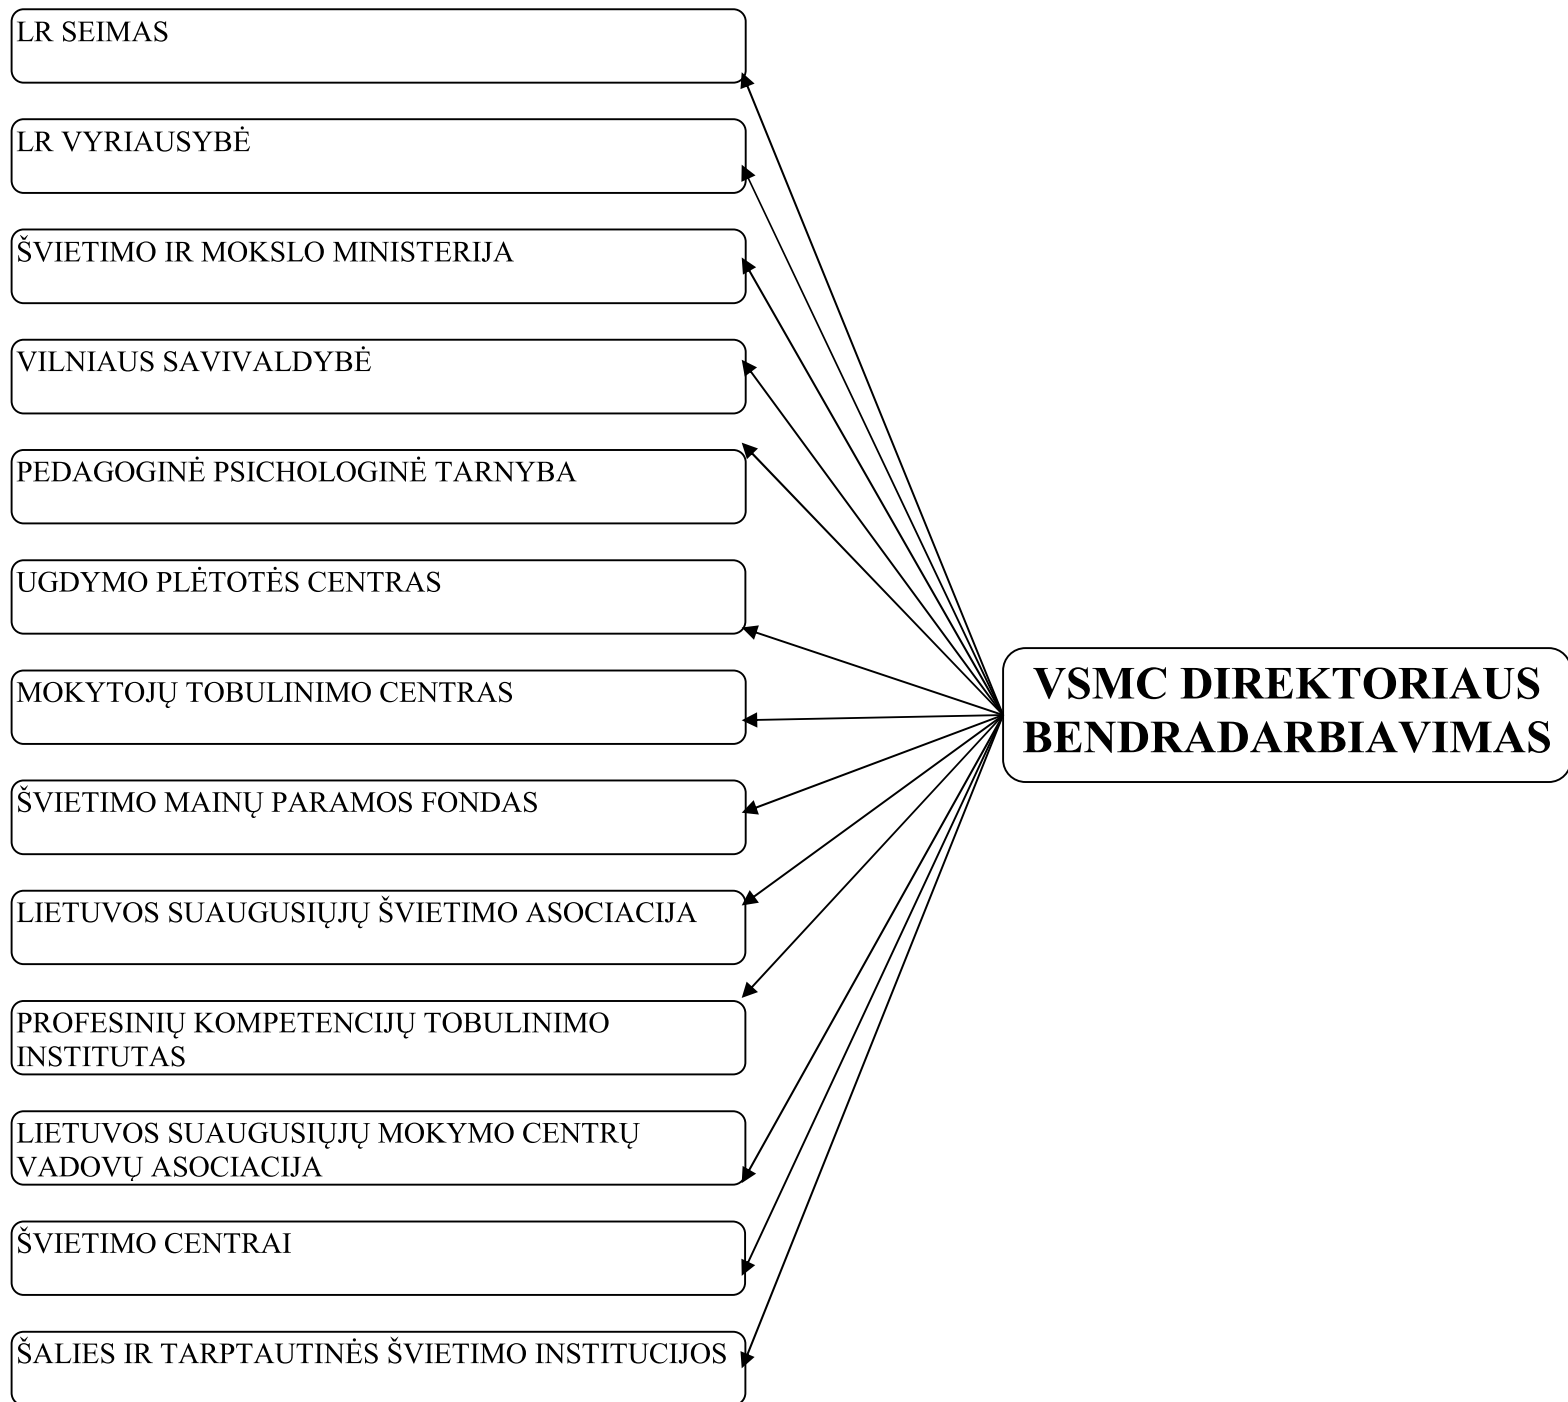 LR SEIMAS
LR VYRIAUSYBĖ
ŠVIETIMO IR MOKSLO MINISTERIJA
VILNIAUS SAVIVALDYBĖ
PEDAGOGINĖ PSICHOLOGINĖ TARNYBA
UGDYMO PLĖTOTĖS CENTRAS
MOKYTOJŲ TOBULINIMO CENTRAS
ŠVIETIMO MAINŲ PARAMOS FONDAS
LIETUVOS SUAUGUSIŲJŲ ŠVIETIMO ASOCIACIJA
PROFESINIŲ KOMPETENCIJŲ TOBULINIMO
INSTITUTAS
LIETUVOS SUAUGUSIŲJŲ MOKYMO CENTRŲ
VADOVŲ ASOCIACIJA
ŠVIETIMO CENTRAI
ŠALIES IR TARPTAUTINĖS ŠVIETIMO INSTITUCIJOS
VSMC DIREKTORIAUS
BENDRADARBIAVIMAS